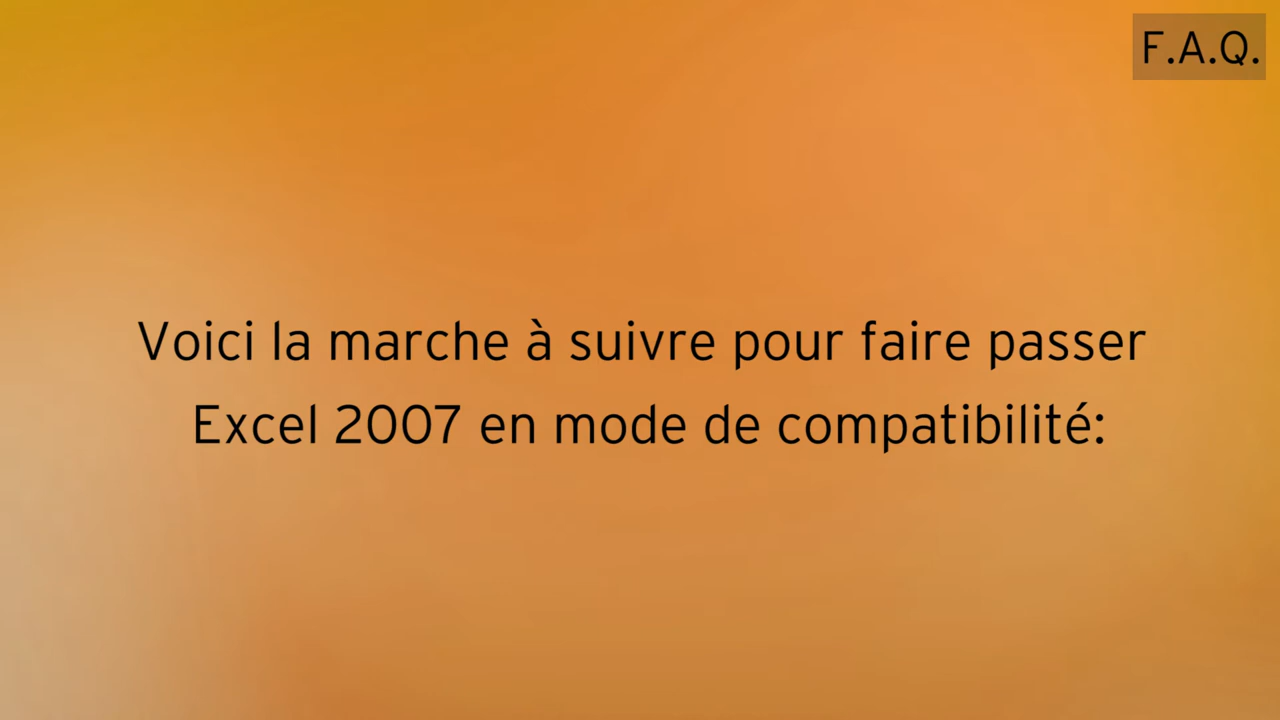 F.A.Q.
Voici la marche à suivre pour faire passer
Excel 2007 en mode de compatibilité: